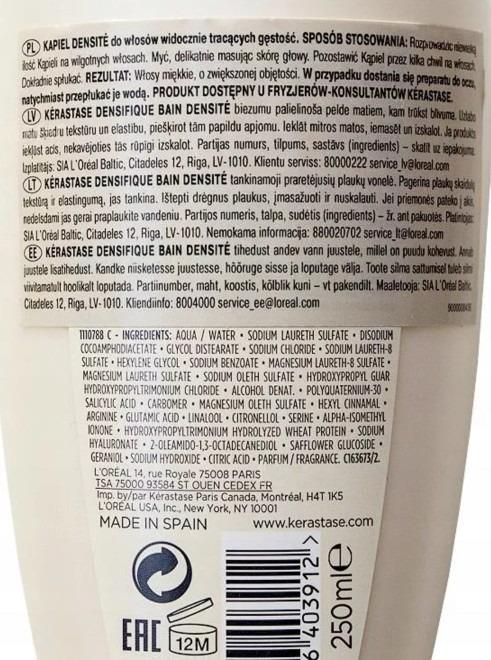 PL KĄPIEL DENSITÉ do włosów widocznie tracących gęstość. SPOSÓB STOSOWANIA: Rozprowadzić niewielką
ilość Kąpieli na wilgotnych włosach. Myć, delikatnie masując skórę głowy. Pozostawić Kąpiel przez kilka chwil na włosach.
Dokładnie spłukać. REZULTAT: Włosy miękkie, o zwiększonej objętości. W przypadku dostania się preparatu do oczu,
natychmiast przepłukać je wodą. PRODUKT DOSTĘPNY U FRYZJERÓW-KONSULTANTÓW KÉRASTASE.
LV KÉRASTASE DENSIFIQUE BAIN DENSITÉ biezumu palielinoša pelde matiem, kam trūkst blīvuma. Uzlabo
matu šķiedru tekstūru un elastību, piešķirot tām papildu apjomu. Ieklāt mitros matos, iemasēt un izskalot. Ja produkts
iekļūst acīs, nekavējoties tās rūpīgi izskalot. Partijas numurs, tilpums, sastāvs (ingredients) – skatīt uz iepakojuma.
Izplatītājs: SIA L'Oréal Baltic, Citadeles 12, Riga, LV-1010. Klientu serviss: 80000222 service_lv@loreal.com
LT KÉRASTASE DENSIFIQUE BAIN DENSITÉ tankinamoji praretėjusių plaukų vonelė. Pagerina plaukų skaidulų
tekstūrą ir elastingumą, jas tankina. Ištepti drėgnus plaukus, įmasažuoti ir nuskalauti. Jei priemonės pateko į akis,
nedelsdami jas gerai praplaukite vandeniu. Partijos numeris, talpa, sudėtis (ingredients) – žr. ant pakuotės. Platintojas:
SIA L'Oréal Baltic, Citadeles 12, Riga, LV-1010. Nemokama informacija: 880020702 service_lt@loreal.com
EE KÉRASTASE DENSIFIQUE BAIN DENSITÉ tihedust andev vann juustele, millel on puudu kohevust. Annab
juustele lisatihedust. Kandke niisketesse juustesse, hõõruge sisse ja loputage välja. Toote silma sattumisel tuleb silmi
viivitamatult hoolikalt loputada. Partiinumber, maht, koostis, kõlblik kuni – vt pakendilt. Maaletooja: SIA L'Oréal Baltic,
Citadeles 12, Riga, LV-1010. Kliendiinfo: 8004000 service_ee@loreal.com
1110788 C - INGREDIENTS: AQUA / WATER • SODIUM LAURETH SULFATE • DISODIUM
COCOAMPHODIACETATE • GLYCOL DISTEARATE • SODIUM CHLORIDE • SODIUM LAURETH-8
SULFATE • HEXYLENE GLYCOL • SODIUM BENZOATE • MAGNESIUM LAURETH-8 SULFATE •
MAGNESIUM LAURETH SULFATE • SODIUM OLETH SULFATE • HYDROXYPROPYL GUAR
HYDROXYPROPYLTRIMONIUM CHLORIDE • ALCOHOL DENAT. • POLYQUATERNIUM-30 •
SALICYLIC ACID • CARBOMER • MAGNESIUM OLETH SULFATE • HEXYL CINNAMAL •
ARGININE • GLUTAMIC ACID • LINALOOL • CITRONELLOL • SERINE • ALPHA-ISOMETHYL
IONONE • HYDROXYPROPYLTRIMONIUM HYDROLYZED WHEAT PROTEIN • SODIUM
HYALURONATE • 2-OLEAMIDO-1,3-OCTADECANEDIOL • SAFFLOWER GLUCOSIDE •
GERANIOL • SODIUM HYDROXIDE • CITRIC ACID • PARFUM / FRAGRANCE. C163673/2.
L'ORÉAL 14, rue Royale 75008 PARIS
TSA 75000 93584 ST OUEN CEDEX FR
Imp. by/par Kérastase Paris Canada, Montréal, H4T 1K5
L'ORÉAL USA, Inc., New York, NY 10001
MADE IN SPAIN www.kerastase.com
EAC
12M
6403912 >
250ml e